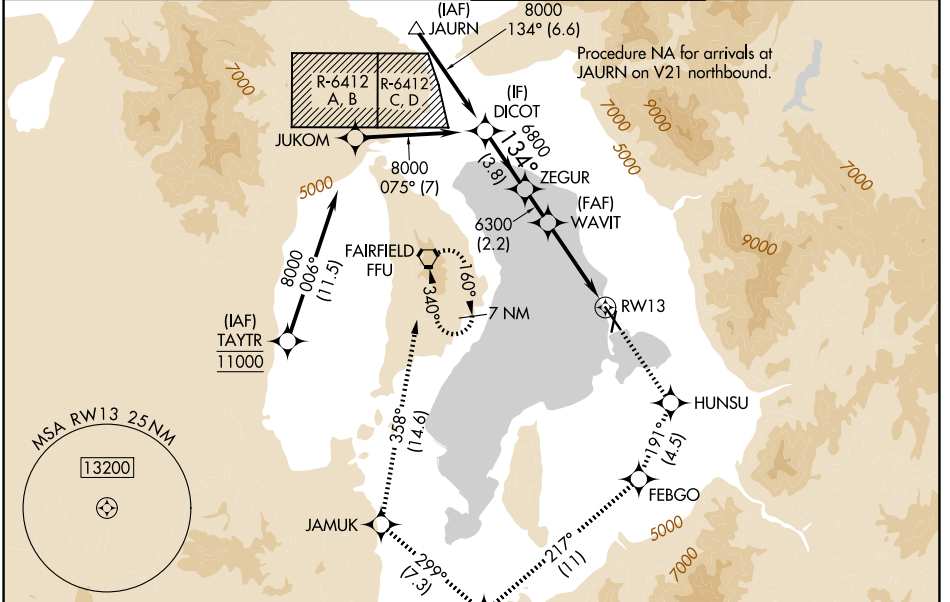 (IAF)
JAURN
8000
134° (6.6)
Procedure NA for arrivals at
JAURN on V21 northbound.
7000
R-6412
A, B
R-6412
C, D
(IF)
DICOT
7000
9000
5000
JUKOM
8000
075° (7)
6800
134°
(3.8)
ZEGUR
7000
5000
(FAF)
WAVIT
6300
(2.2)
9000
FAIRFIELD
FFU
160°
340°
7 NM
8000
006°
(11.5)
(IAF)
TAYTR
11000
RW13
HUNSU
358°
(14.6)
191°
(4.5)
FEBGO
MSA RW13 25 NM
13200
JAMUK
299°
(7.3)
217°
(11)
5000
7000